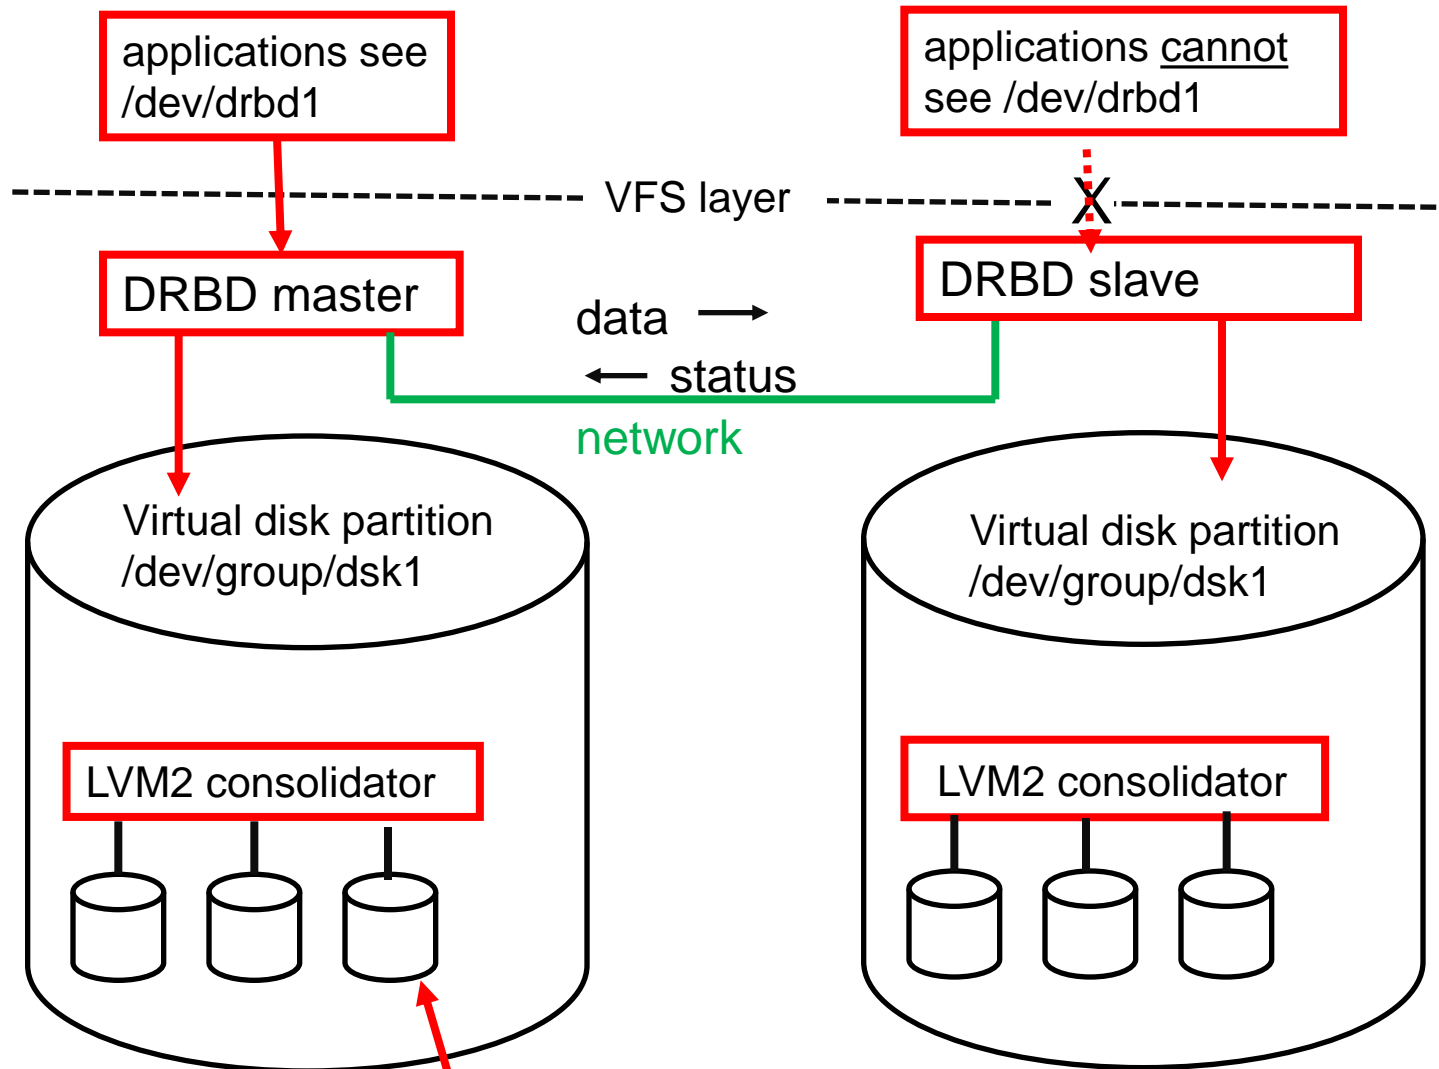 applications see
/dev/drbd1
applications cannot
see /dev/drbd1
VFS layer
X
DRBD master
DRBD slave
data
status
network
Virtual disk partition
/dev/group/dsk1
Virtual disk partition
/dev/group/dsk1
LVM2 consolidator
LVM2 consolidator